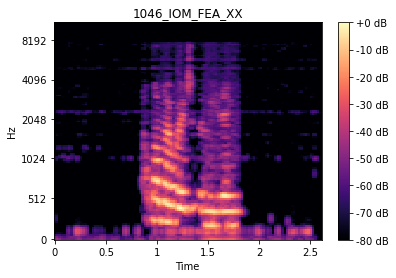 1046_IOM_FEA_XX
+0 dB
8192
-10 dB
4096
-20 dB
-30 dB
2048
Hz
-40 dB
1024
-50 dB
512
-60 dB
-70 dB
0
-80 dB
0 0.5 1 1.5 2 2.5
Time